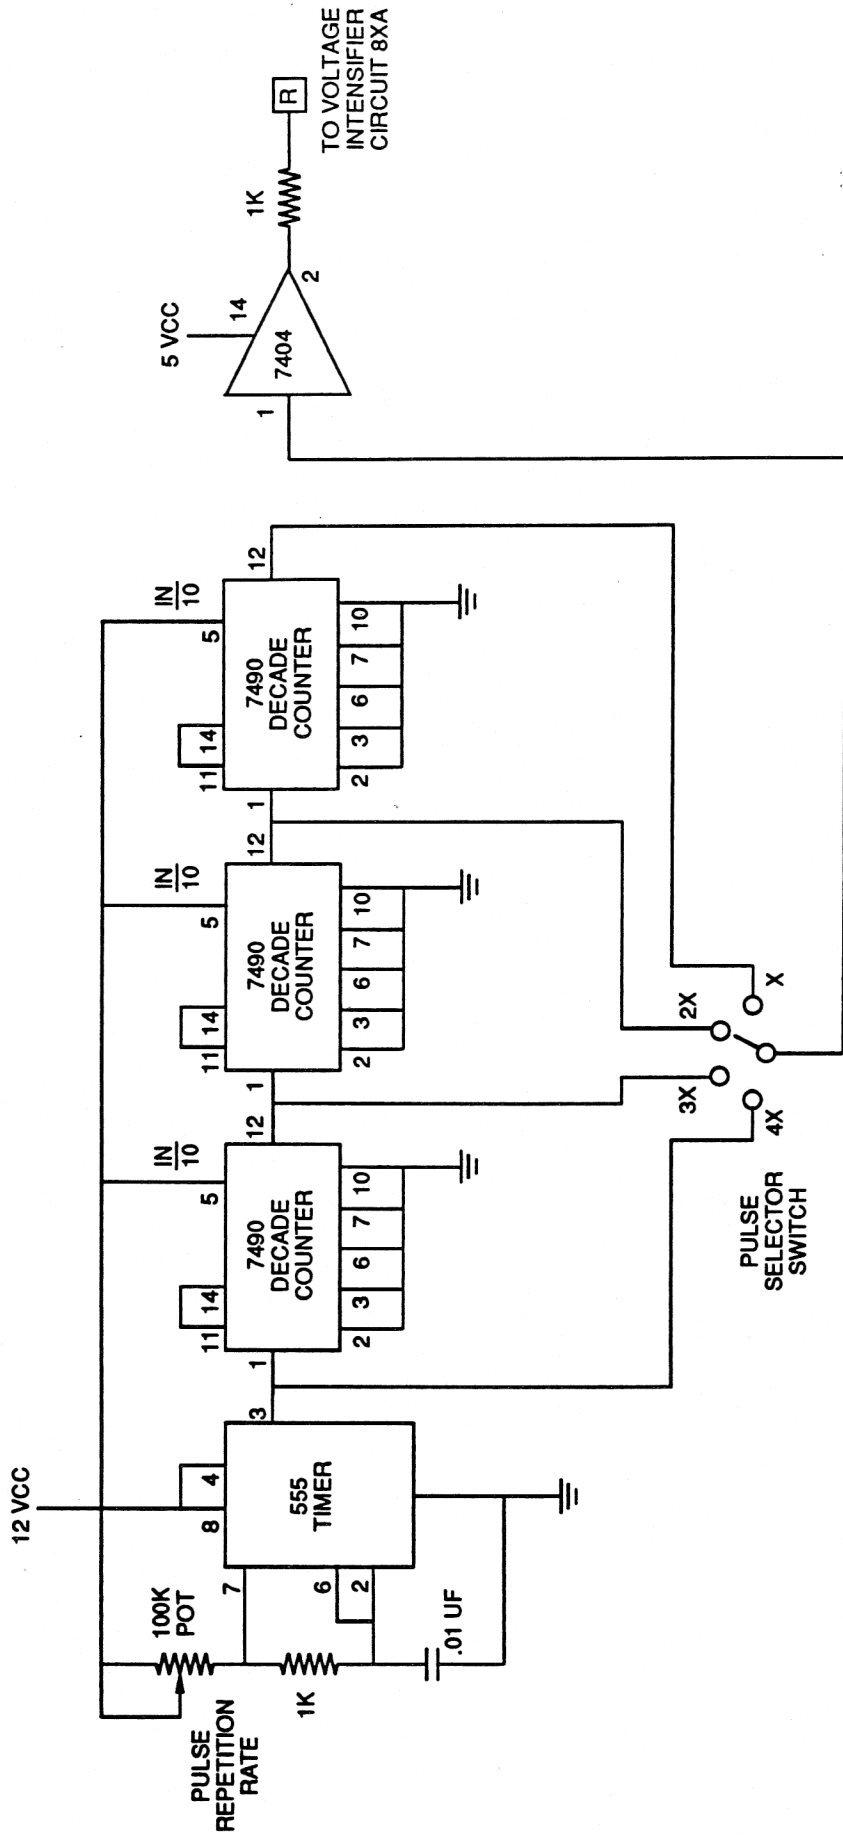 12 VCC
100K
POT
PULSE
REPETITION
RATE
1K
.01 UF
7
6
2
8
4
555
TIMER
3
1
11
14
5
IN
10
7490
DECADE
COUNTER
2
3
6
7
10
12
1
11
14
5
IN
10
7490
DECADE
COUNTER
2
3
6
7
10
12
1
11
14
5
IN
10
7490
DECADE
COUNTER
2
3
6
7
10
12
PULSE
SELECTOR
SWITCH
4X
3X
2X
X
5 VCC
14
1
7404
2
1K
R
TO VOLTAGE
INTENSIFIER
CIRCUIT 8XA